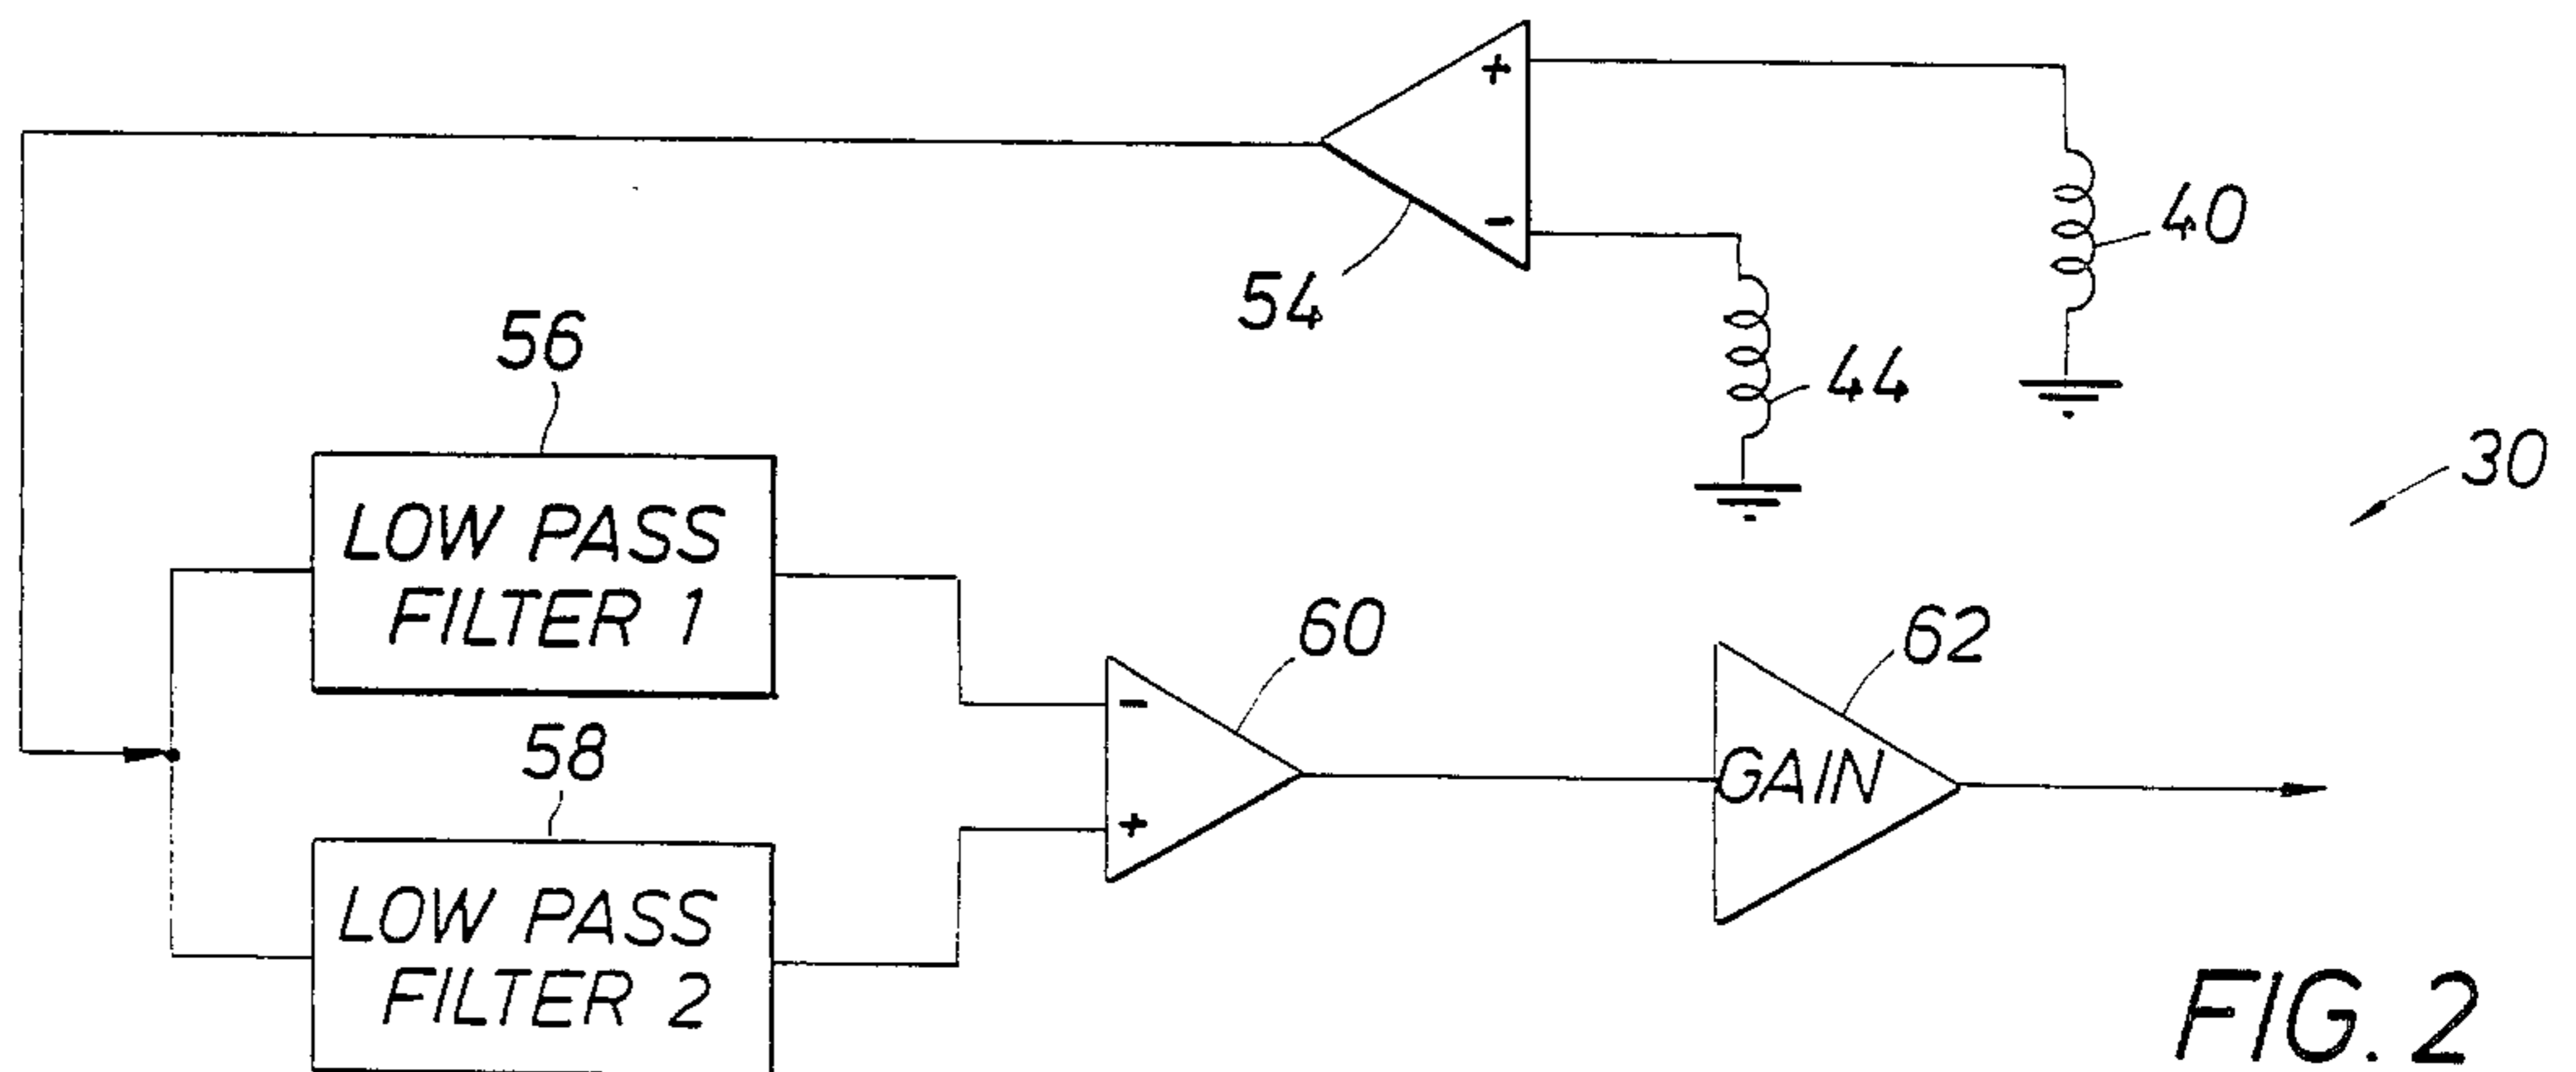 +
-
40
54
44
56
30
LOW PASS
FILTER 1
60
62
-
58
GAIN
+
LOW PASS
FILTER 2
FIG. 2